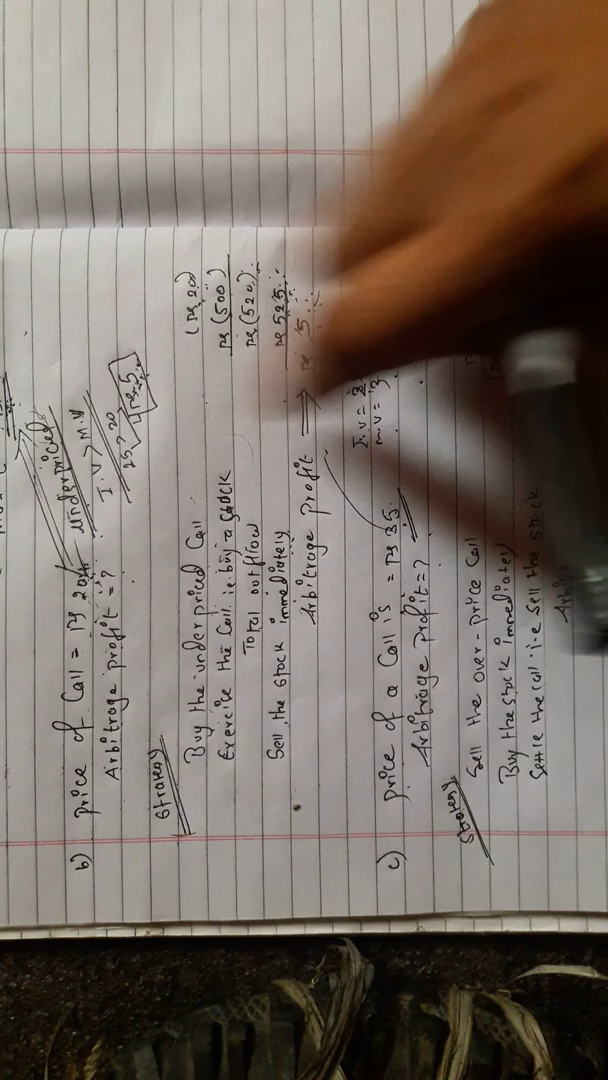 b) Price of Call = Rs 20/- Underpriced
Arbitrage profit = ? I.V > M.V
25 > 20
Rs 5
Strategy
Buy the underpriced Call (Rs 20)
Exercise the Call i.e buy a Stock Rs (500)
Total outflow Rs (520)
Sell the Stock immediately Rs 525
Arbitrage profit ⇒ Rs 5
I.V =
M.V =
c) Price of a Call is = Rs 35.
Arbitrage Profit = ?
Strategy
Sell the over-price Call
Buy the stock immediately
Settle the call i-e Sell the Stock